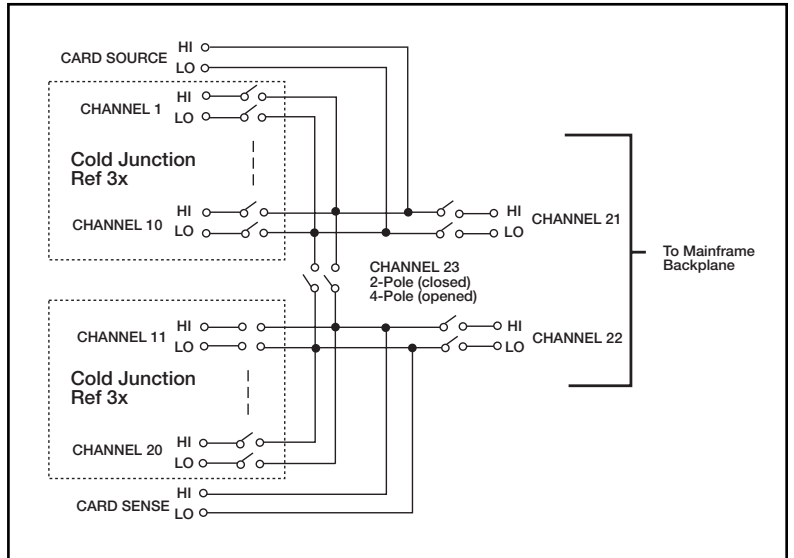 CARD SOURCE
HI
LO
CHANNEL 1
HI
LO
Cold Junction
Ref 3x
CHANNEL 10
HI
LO
HI
LO
CHANNEL 21
CHANNEL 23
2-Pole (closed)
4-Pole (opened)
To Mainframe
Backplane
CHANNEL 11
HI
LO
HI
LO
CHANNEL 22
Cold Junction
Ref 3x
CHANNEL 20
HI
LO
CARD SENSE
HI
LO